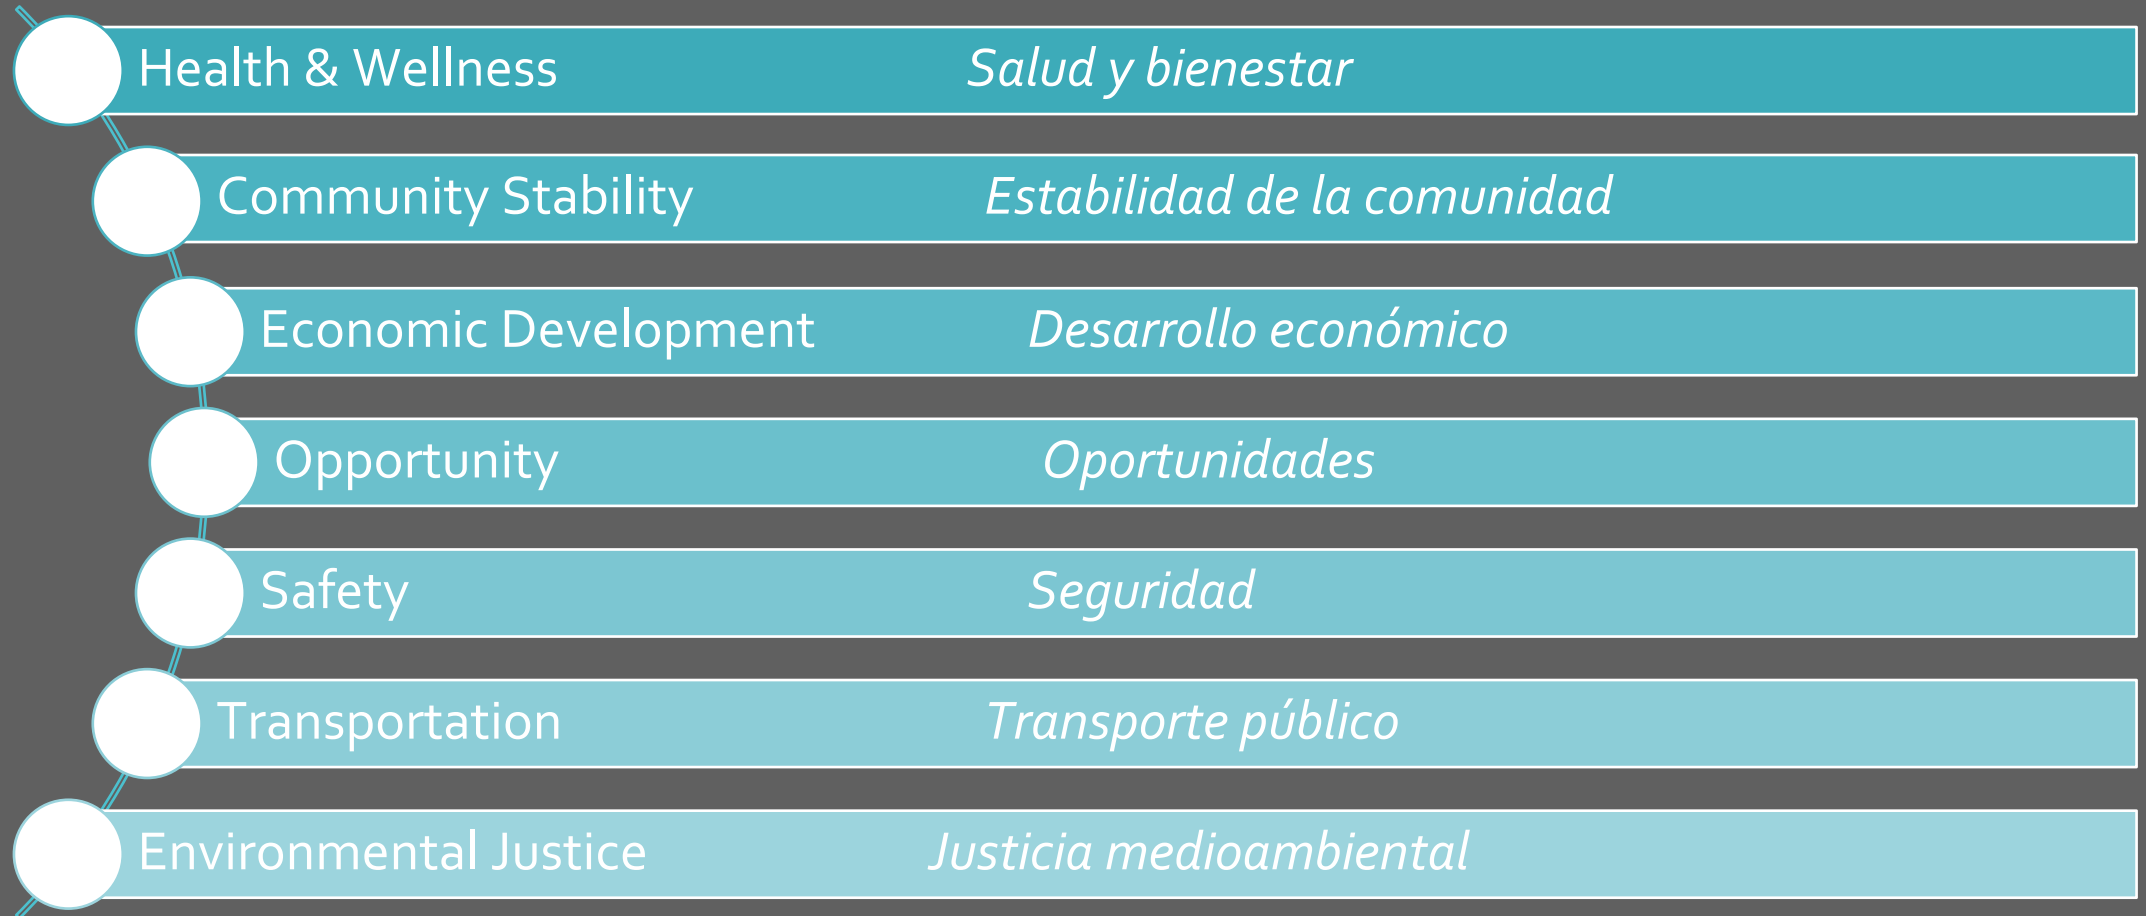 Health & Wellness Salud y bienestar
Community Stability Estabilidad de la comunidad
Economic Development Desarrollo económico
Opportunity Oportunidades
Safety Seguridad
Transportation Transporte público
Environmental Justice Justicia medioambiental